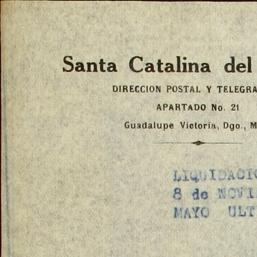 Santa Catalina del
DIRECCION POSTAL Y TELEGRA
APARTADO No. 21
Guadalupe Victoria, Dgo., M
LIQUIDACIO
8 de NOVI
MAYO ULT